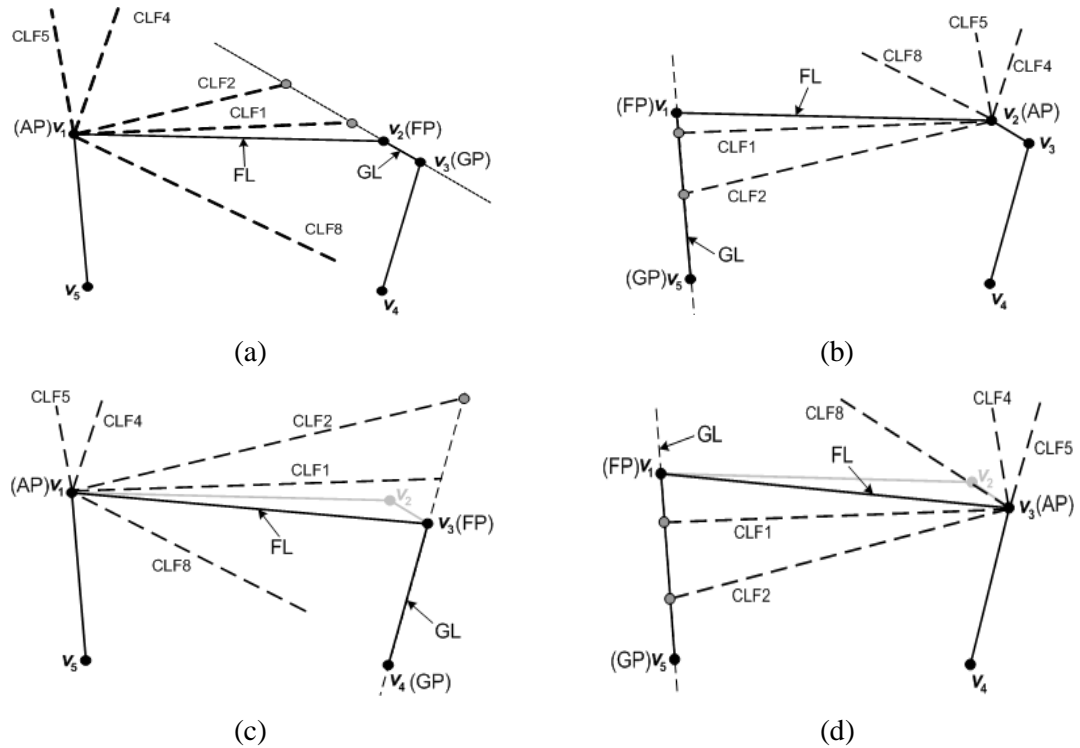 CLF5
CLF4
CLF2
CLF1
(AP)v₁
v₂(FP)
FL
GL
v₃(GP)
CLF8
v₅
v₄
(a)
CLF5
CLF8
CLF4
FL
(FP)v₁
v₂(AP)
CLF1
v₃
CLF2
GL
(GP)v₅
v₄
(b)
CLF5
CLF4
CLF2
CLF1
(AP)v₁
v₂
v₃(FP)
FL
CLF8
GL
v₅
v₄(GP)
(c)
CLF8
CLF4
CLF5
GL
FL
(FP)v₁
v₂
v₃(AP)
CLF1
CLF2
(GP)v₅
v₄
(d)